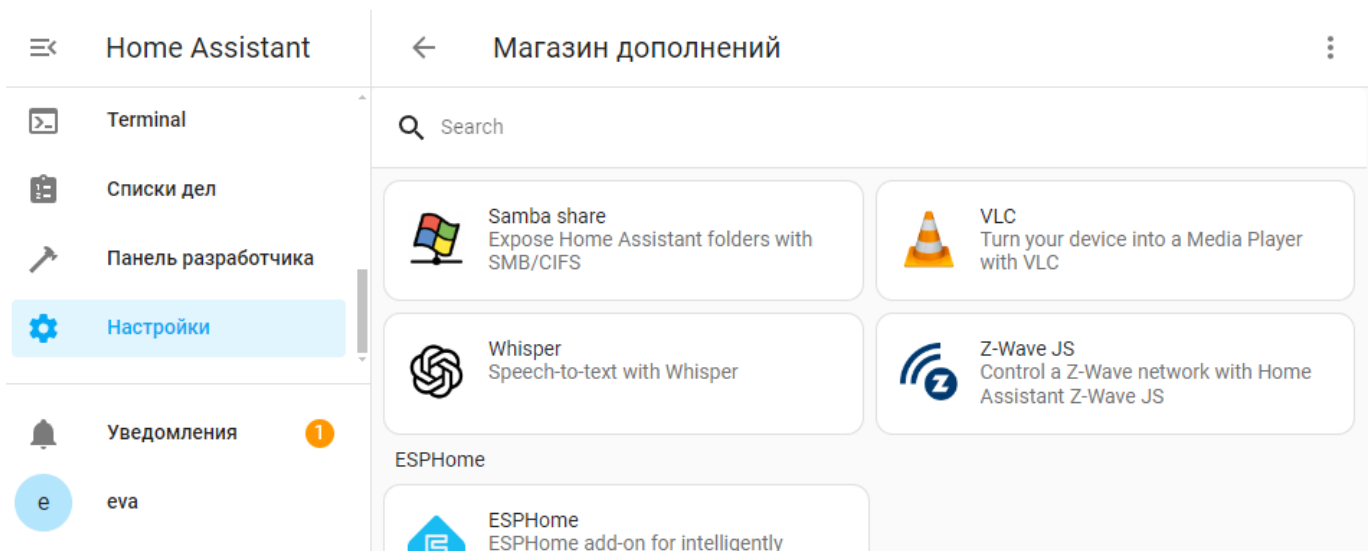 Home Assistant
Магазин дополнений
Terminal
Списки дел
Панель разработчика
Настройки
Уведомления
1
e
eva
Search
Samba share
Expose Home Assistant folders with
SMB/CIFS
VLC
Turn your device into a Media Player
with VLC
Whisper
Speech-to-text with Whisper
Z-Wave JS
Control a Z-Wave network with Home
Assistant Z-Wave JS
ESPHome
ESPHome
ESPHome add-on for intelligently